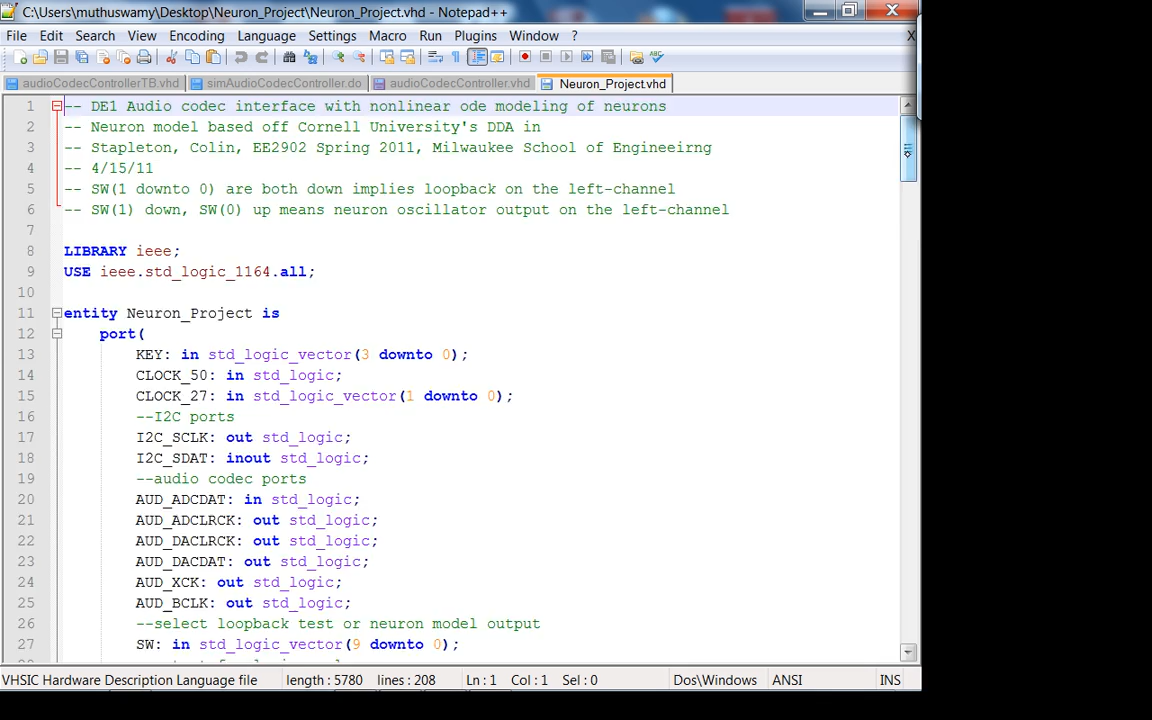 C:\Users\muthuswamy\Desktop\Neuron_Project\Neuron_Project.vhd - Notepad++
File Edit Search View Encoding Language Settings Macro Run Plugins Window ? X
audioCodecControllerTB.vhd simAudioCodecController.do audioCodecController.vhd Neuron_Project.vhd
1 -- DE1 Audio codec interface with nonlinear ode modeling of neurons
2 -- Neuron model based off Cornell University's DDA in
3 -- Stapleton, Colin, EE2902 Spring 2011, Milwaukee School of Engineeirng
4 -- 4/15/11
5 -- SW(1 downto 0) are both down implies loopback on the left-channel
6 -- SW(1) down, SW(0) up means neuron oscillator output on the left-channel
7
8 LIBRARY ieee;
9 USE ieee.std_logic_1164.all;
10
11 entity Neuron_Project is
12 port(
13 KEY: in std_logic_vector(3 downto 0);
14 CLOCK_50: in std_logic;
15 CLOCK_27: in std_logic_vector(1 downto 0);
16 --I2C ports
17 I2C_SCLK: out std_logic;
18 I2C_SDAT: inout std_logic;
19 --audio codec ports
20 AUD_ADCDAT: in std_logic;
21 AUD_ADCLRCK: out std_logic;
22 AUD_DACLRCK: out std_logic;
23 AUD_DACDAT: out std_logic;
24 AUD_XCK: out std_logic;
25 AUD_BCLK: out std_logic;
26 --select loopback test or neuron model output
27 SW: in std_logic_vector(9 downto 0);
VHSIC Hardware Description Language file length : 5780 lines : 208 Ln : 1 Col : 1 Sel : 0 Dos\Windows ANSI INS